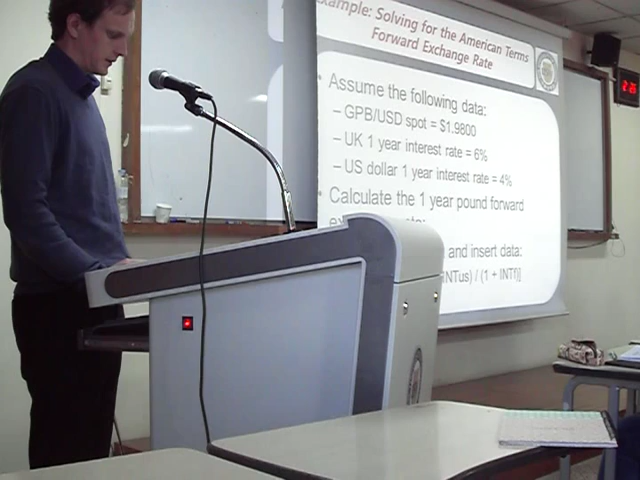 Example: Solving for the American Terms
Forward Exchange Rate
Assume the following data:
– GPB/USD spot = $1.9800
– UK 1 year interest rate = 6%
– US dollar 1 year interest rate = 4%
Calculate the 1 year pound forward
and insert data:
INTus) / (1 + INTf)]
2:26